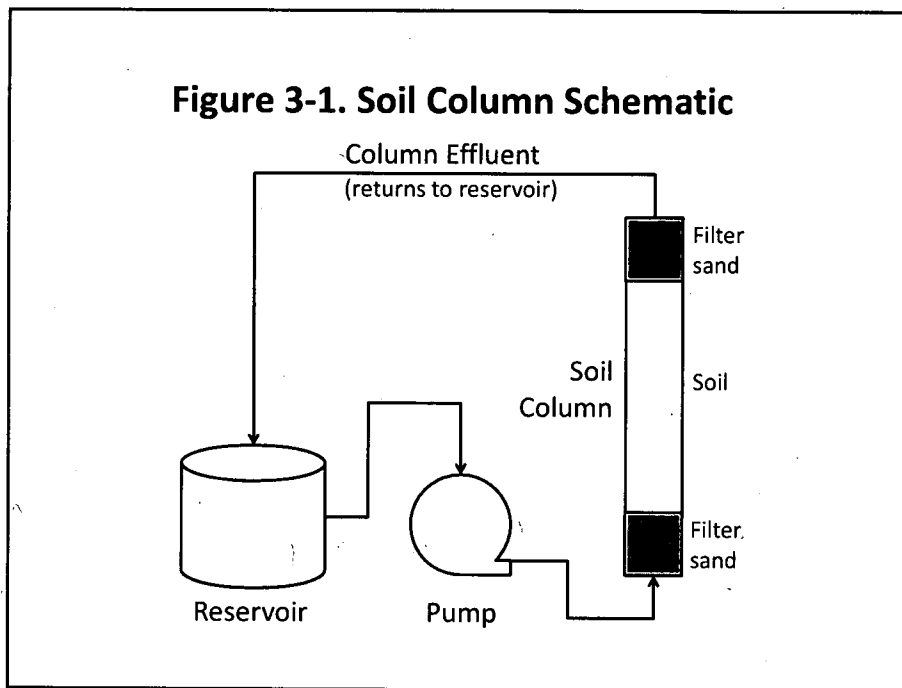 Figure 3-1. Soil Column Schematic
Column Effluent
(returns to reservoir)
Filter
sand
Soil
Column
Soil
Filter
sand
Reservoir
Pump